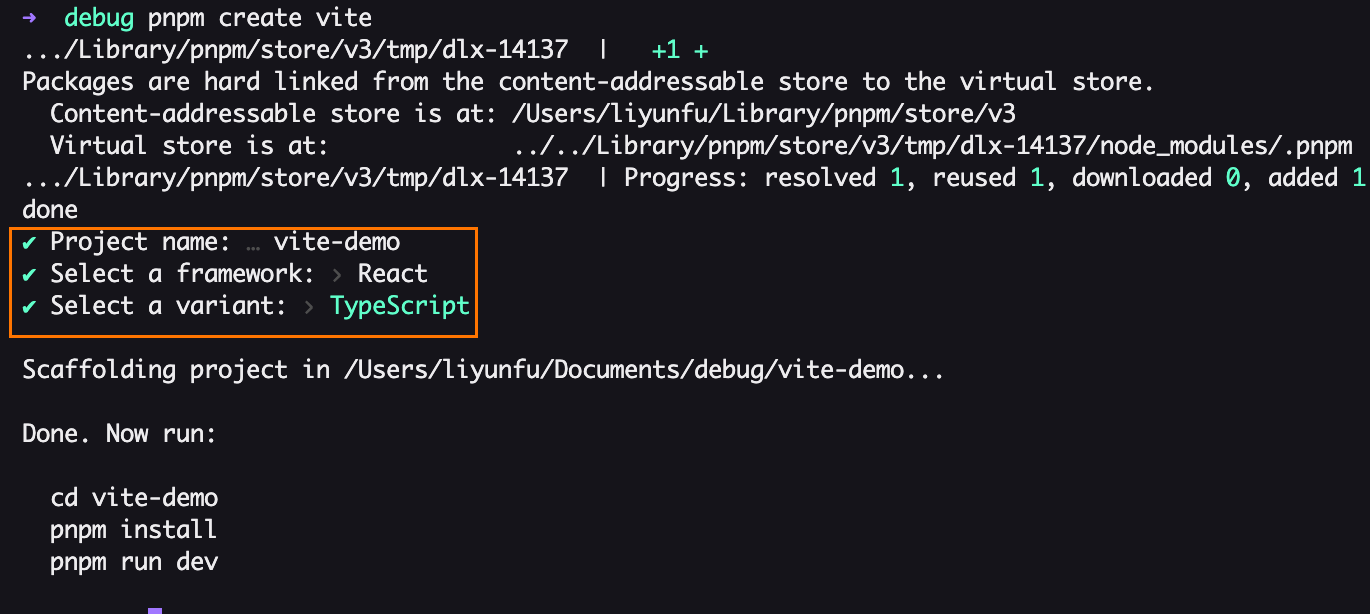 ➜ debug pnpm create vite
.../Library/pnpm/store/v3/tmp/dlx-14137 | +1 +
Packages are hard linked from the content-addressable store to the virtual store.
Content-addressable store is at: /Users/liyunfu/Library/pnpm/store/v3
Virtual store is at: ../../Library/pnpm/store/v3/tmp/dlx-14137/node_modules/.pnpm
.../Library/pnpm/store/v3/tmp/dlx-14137 | Progress: resolved 1, reused 1, downloaded 0, added 1
done
✔ Project name: … vite-demo
✔ Select a framework: › React
✔ Select a variant: › TypeScript
Scaffolding project in /Users/liyunfu/Documents/debug/vite-demo...
Done. Now run:
cd vite-demo
pnpm install
pnpm run dev